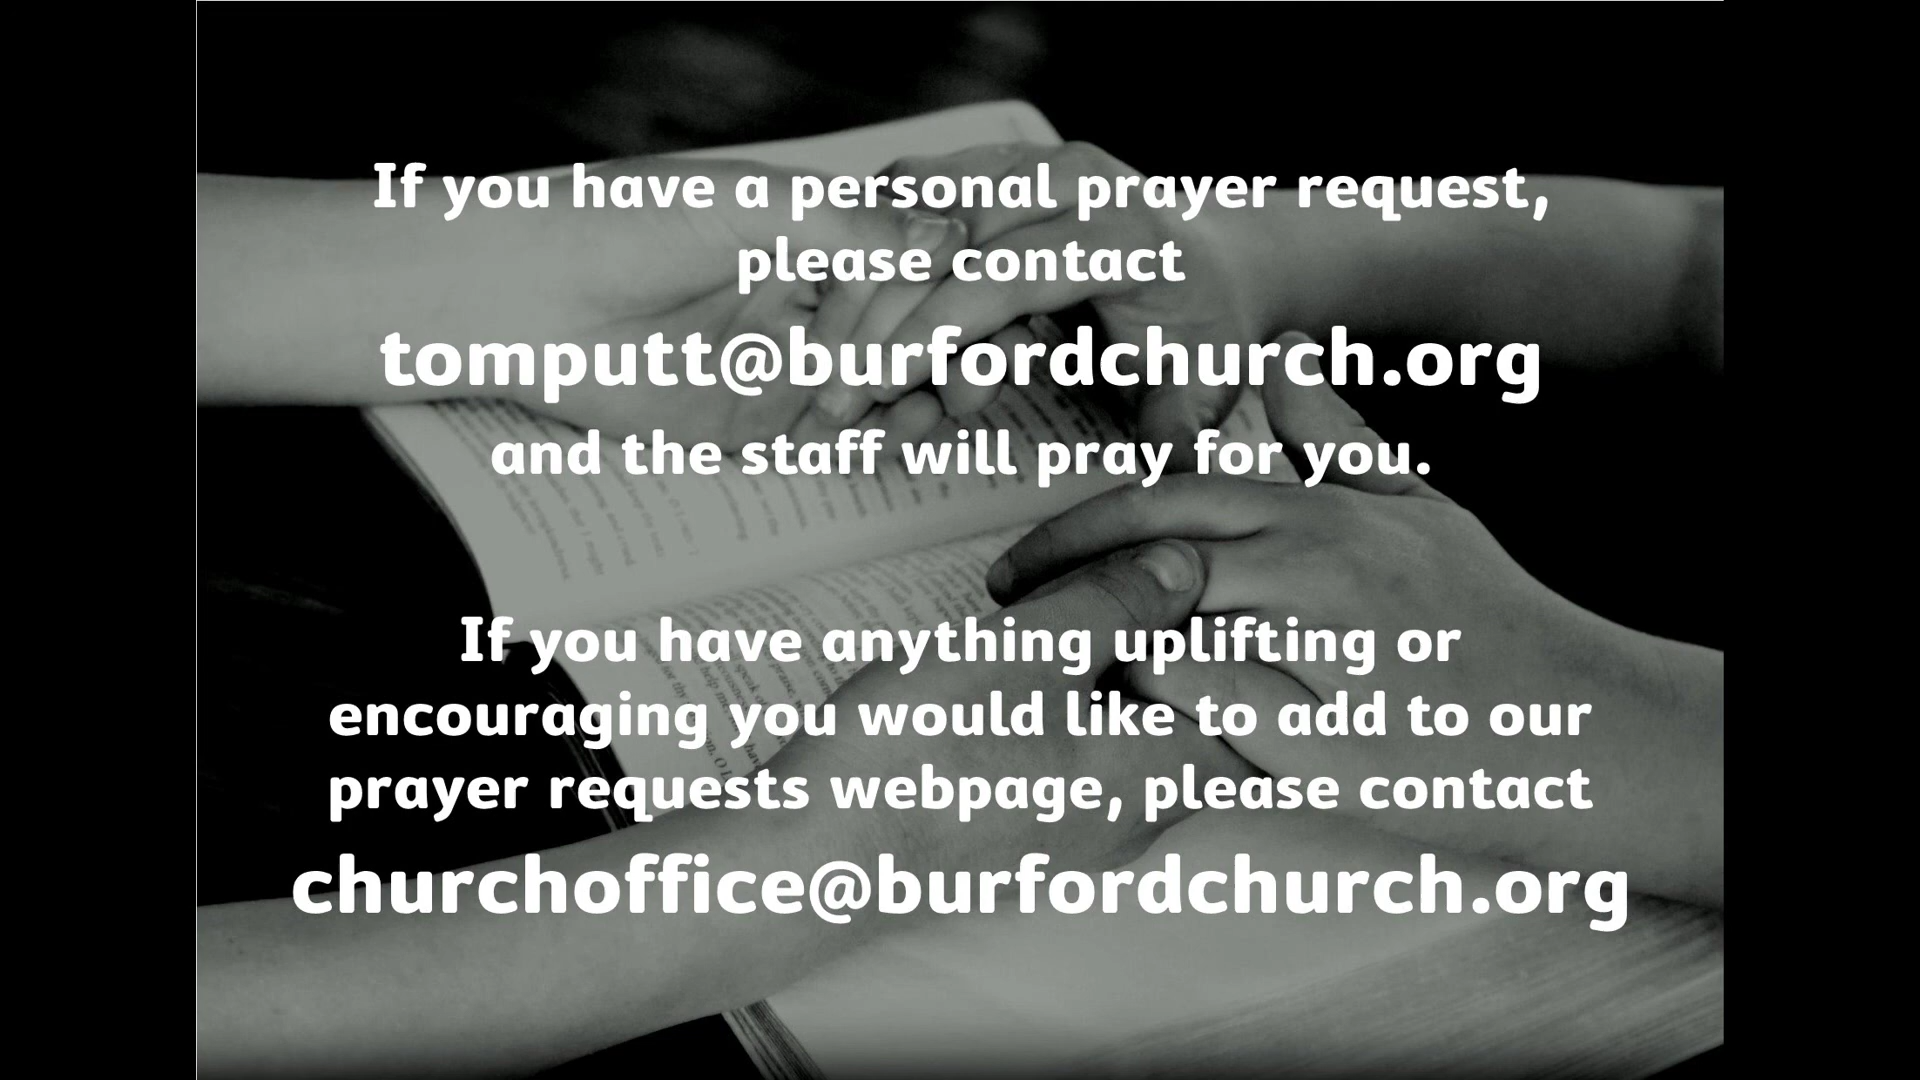 If you have a personal prayer request,
please contact
tomputt@burfordchurch.org
and the staff will pray for you.
If you have anything uplifting or
encouraging you would like to add to our
prayer requests webpage, please contact
churchoffice@burfordchurch.org